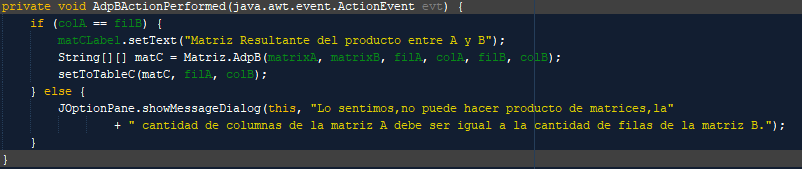 private void AdpBActionPerformed(java.awt.event.ActionEvent evt) {
if (colA == filB) {
matCLabel.setText("Matriz Resultante del producto entre A y B");
String[][] matC = Matriz.AdpB(matrixA, matrixB, filA, colA, filB, colB);
setToTableC(matC, filA, colB);
} else {
JOptionPane.showMessageDialog(this, "Lo sentimos,no puede hacer producto de matrices,la"
+ " cantidad de columnas de la matriz A debe ser igual a la cantidad de filas de la matriz B.");
}
}